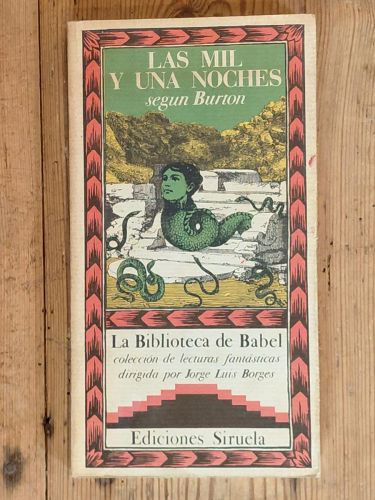 LAS MIL
Y UNA NOCHES
segun Burton
La Biblioteca de Babel
colección de lecturas fantásticas
dirigida por Jorge Luis Borges
Ediciones Siruela